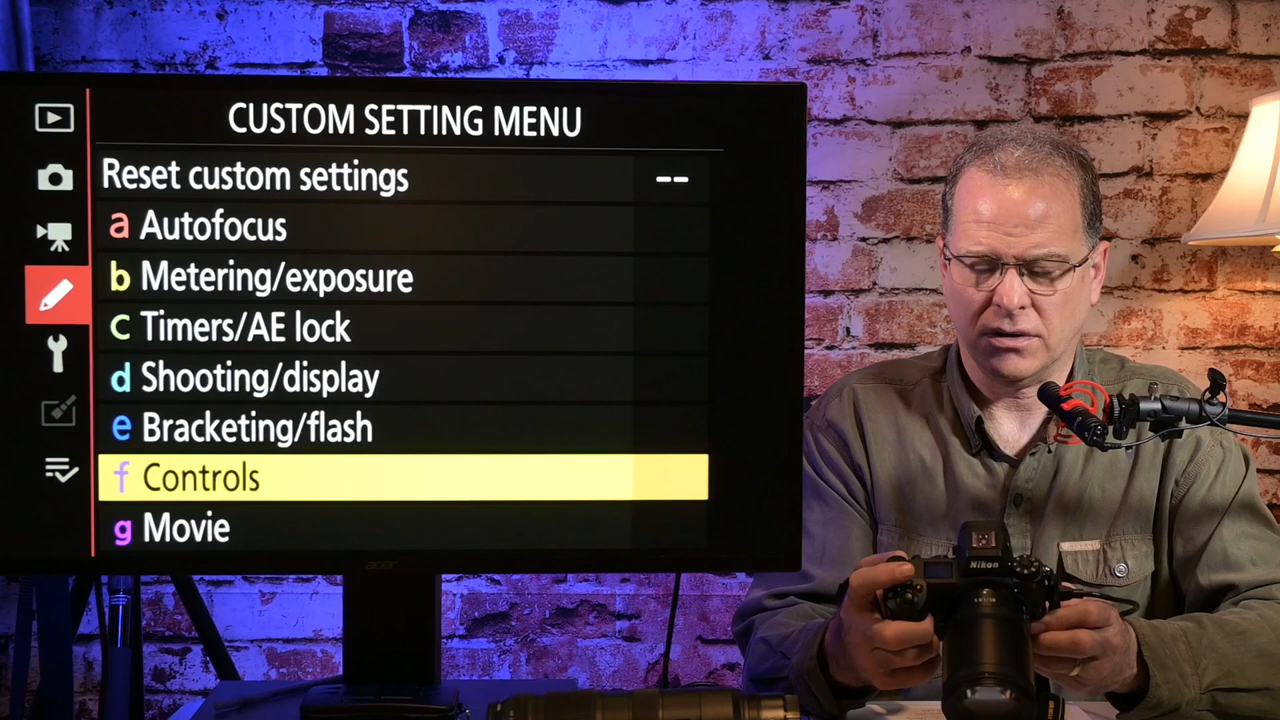 CUSTOM SETTING MENU
Reset custom settings --
a Autofocus
b Metering/exposure
c Timers/AE lock
d Shooting/display
e Bracketing/flash
f Controls
g Movie
acer
Nikon